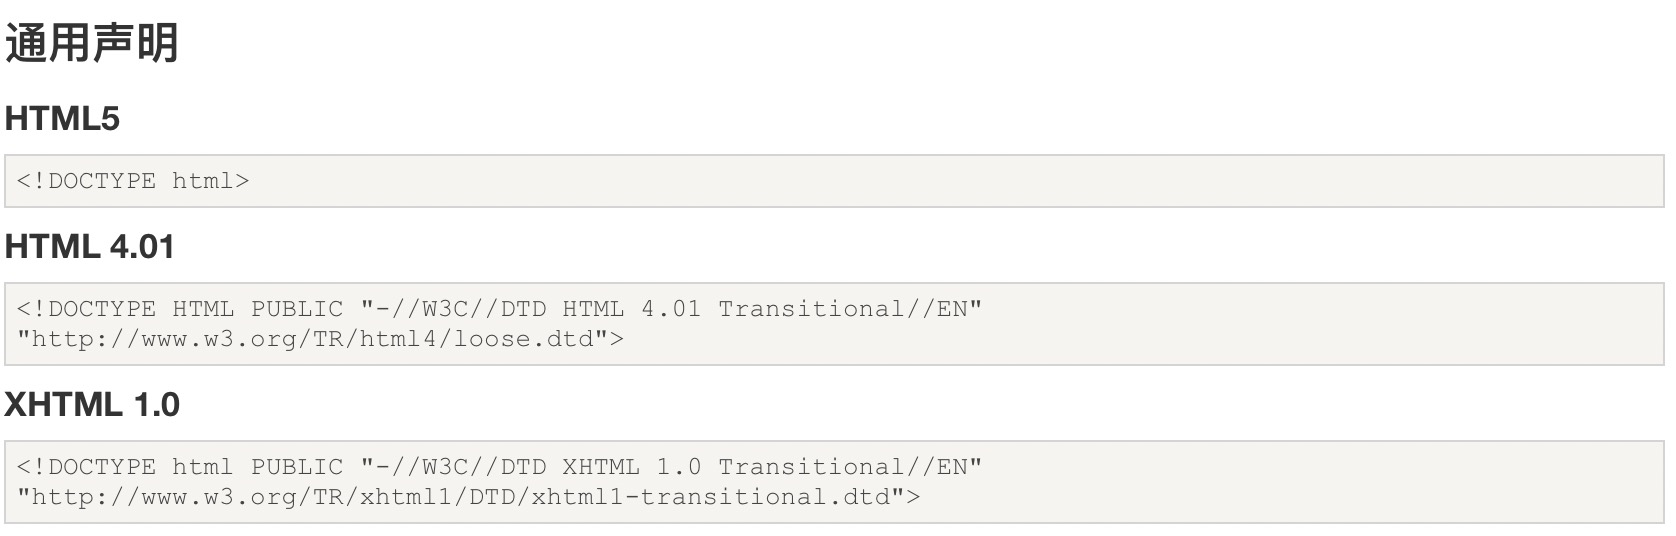 通用声明
HTML5
<!DOCTYPE html>
HTML 4.01
<!DOCTYPE HTML PUBLIC "-//W3C//DTD HTML 4.01 Transitional//EN"
"http://www.w3.org/TR/html4/loose.dtd">
XHTML 1.0
<!DOCTYPE html PUBLIC "-//W3C//DTD XHTML 1.0 Transitional//EN"
"http://www.w3.org/TR/xhtml1/DTD/xhtml1-transitional.dtd">